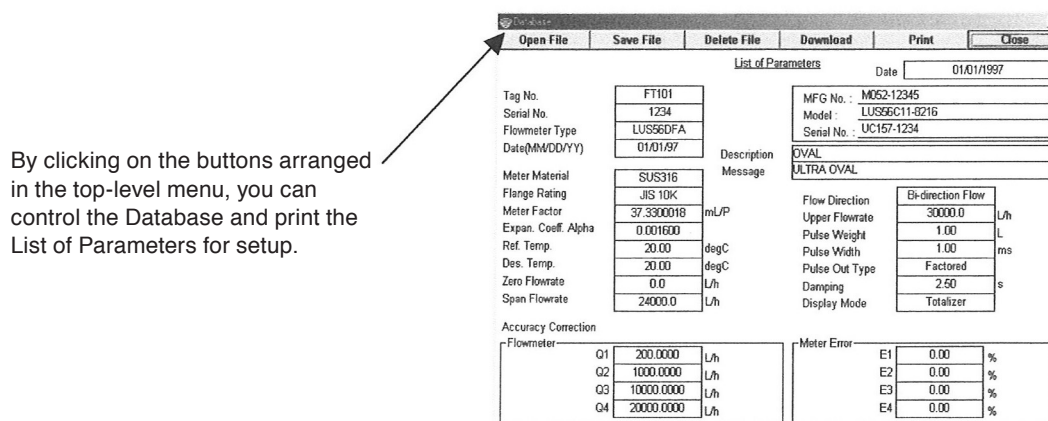 Database
Open File Save File Delete File Download Print Close
List of Parameters Date 01/01/1997
Tag No. FT101
Serial No. 1234
Flowmeter Type LUS56DFA
Date(MM/DD/YY) 01/01/97
MFG No. : M052-12345
Model : LUS56C11-8216
Serial No. : UC157-1234
Description OVAL
Message ULTRA OVAL
By clicking on the buttons arranged
in the top-level menu, you can
control the Database and print the
List of Parameters for setup.
Meter Material SUS316
Flange Rating JIS 10K
Meter Factor 37.3300018 mL/P
Expan. Coeff. Alpha 0.001600
Ref. Temp. 20.00 degC
Des. Temp. 20.00 degC
Zero Flowrate 0.0 L/h
Span Flowrate 24000.0 L/h
Flow Direction Bi-direction Flow
Upper Flowrate 30000.0 L/h
Pulse Weight 1.00 L
Pulse Width 1.00 ms
Pulse Out Type Factored
Damping 2.50 s
Display Mode Totalizer
Accuracy Correction
Flowmeter
Q1 200.0000 L/h
Q2 1000.0000 L/h
Q3 10000.0000 L/h
Q4 20000.0000 L/h
Meter Error
E1 0.00 %
E2 0.00 %
E3 0.00 %
E4 0.00 %